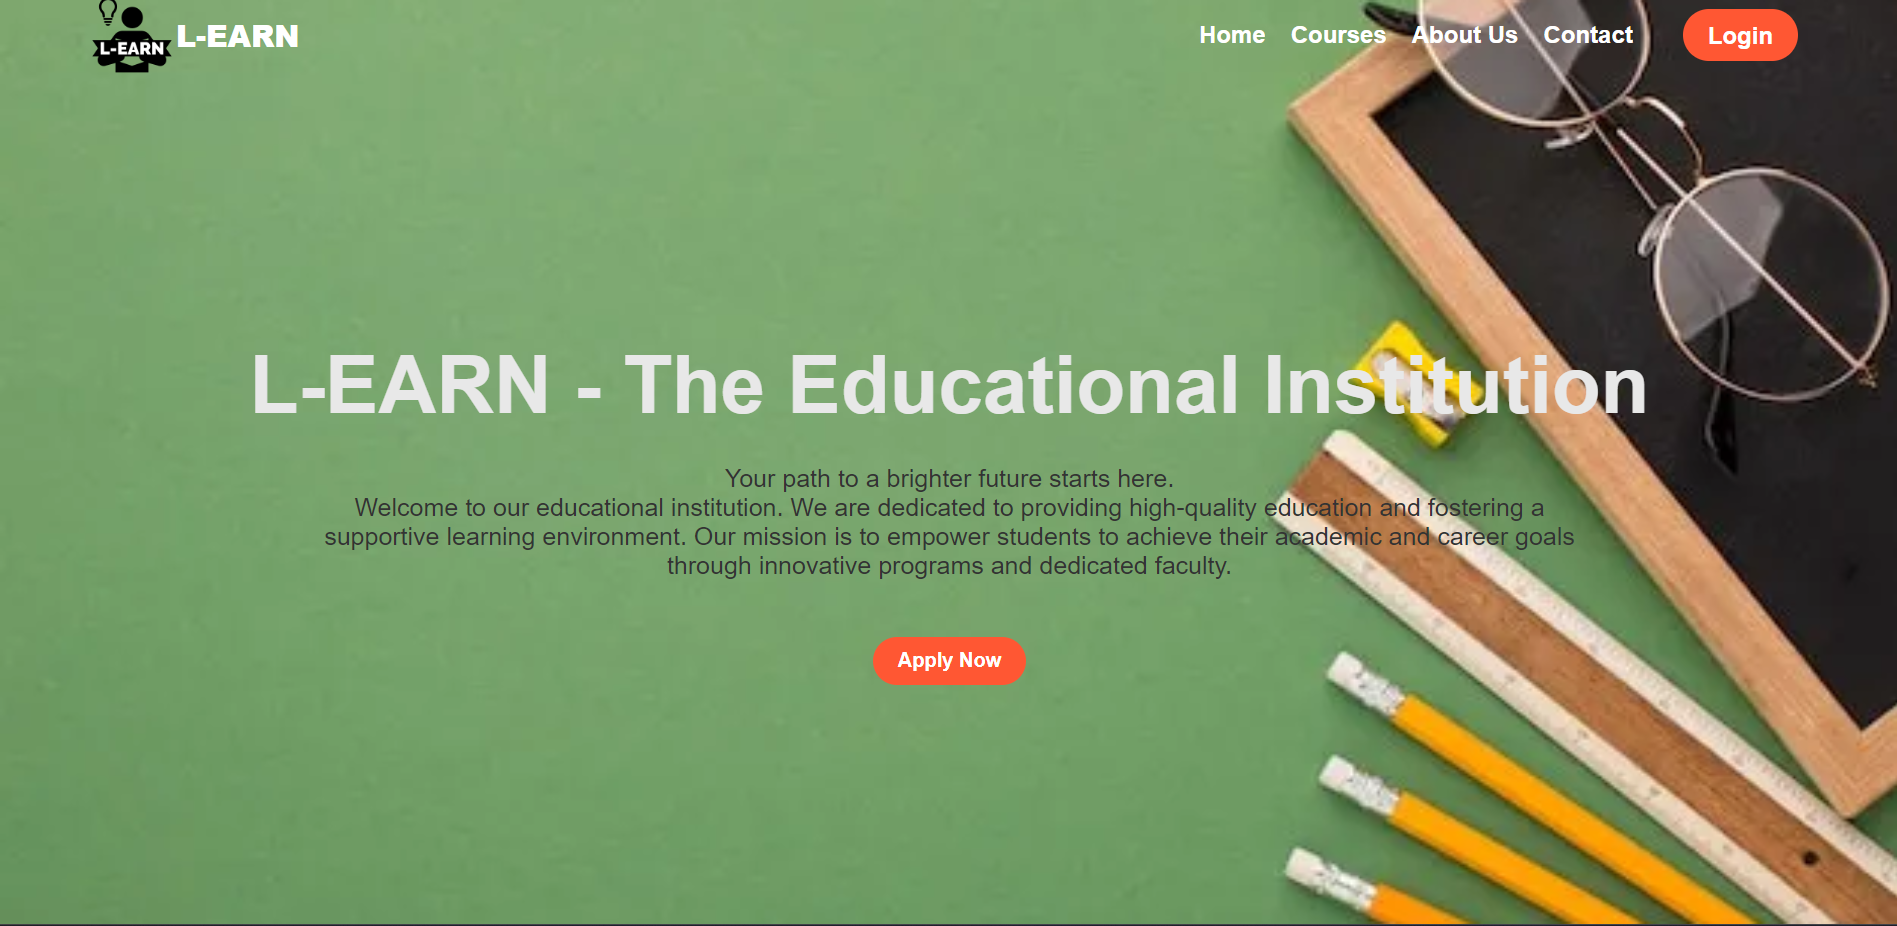 L-EARN
L-EARN
Home Courses About Us Contact Login
L-EARN - The Educational Institution
Your path to a brighter future starts here.
Welcome to our educational institution. We are dedicated to providing high-quality education and fostering a
supportive learning environment. Our mission is to empower students to achieve their academic and career goals
through innovative programs and dedicated faculty.
Apply Now